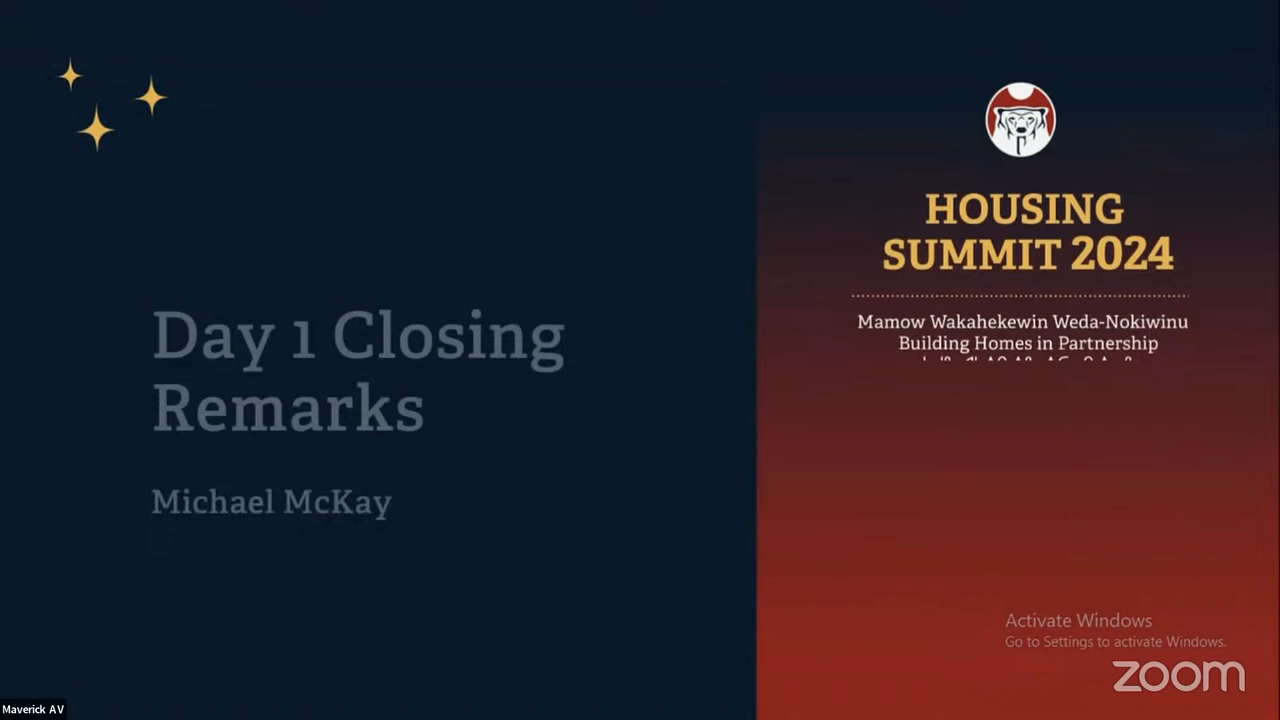 Day 1 Closing
Remarks
Michael McKay
HOUSING
SUMMIT 2024
Mamow Wakahekewin Weda-Nokiwinu
Building Homes in Partnership
Activate Windows
Go to Settings to activate Windows.
zoom
Maverick AV